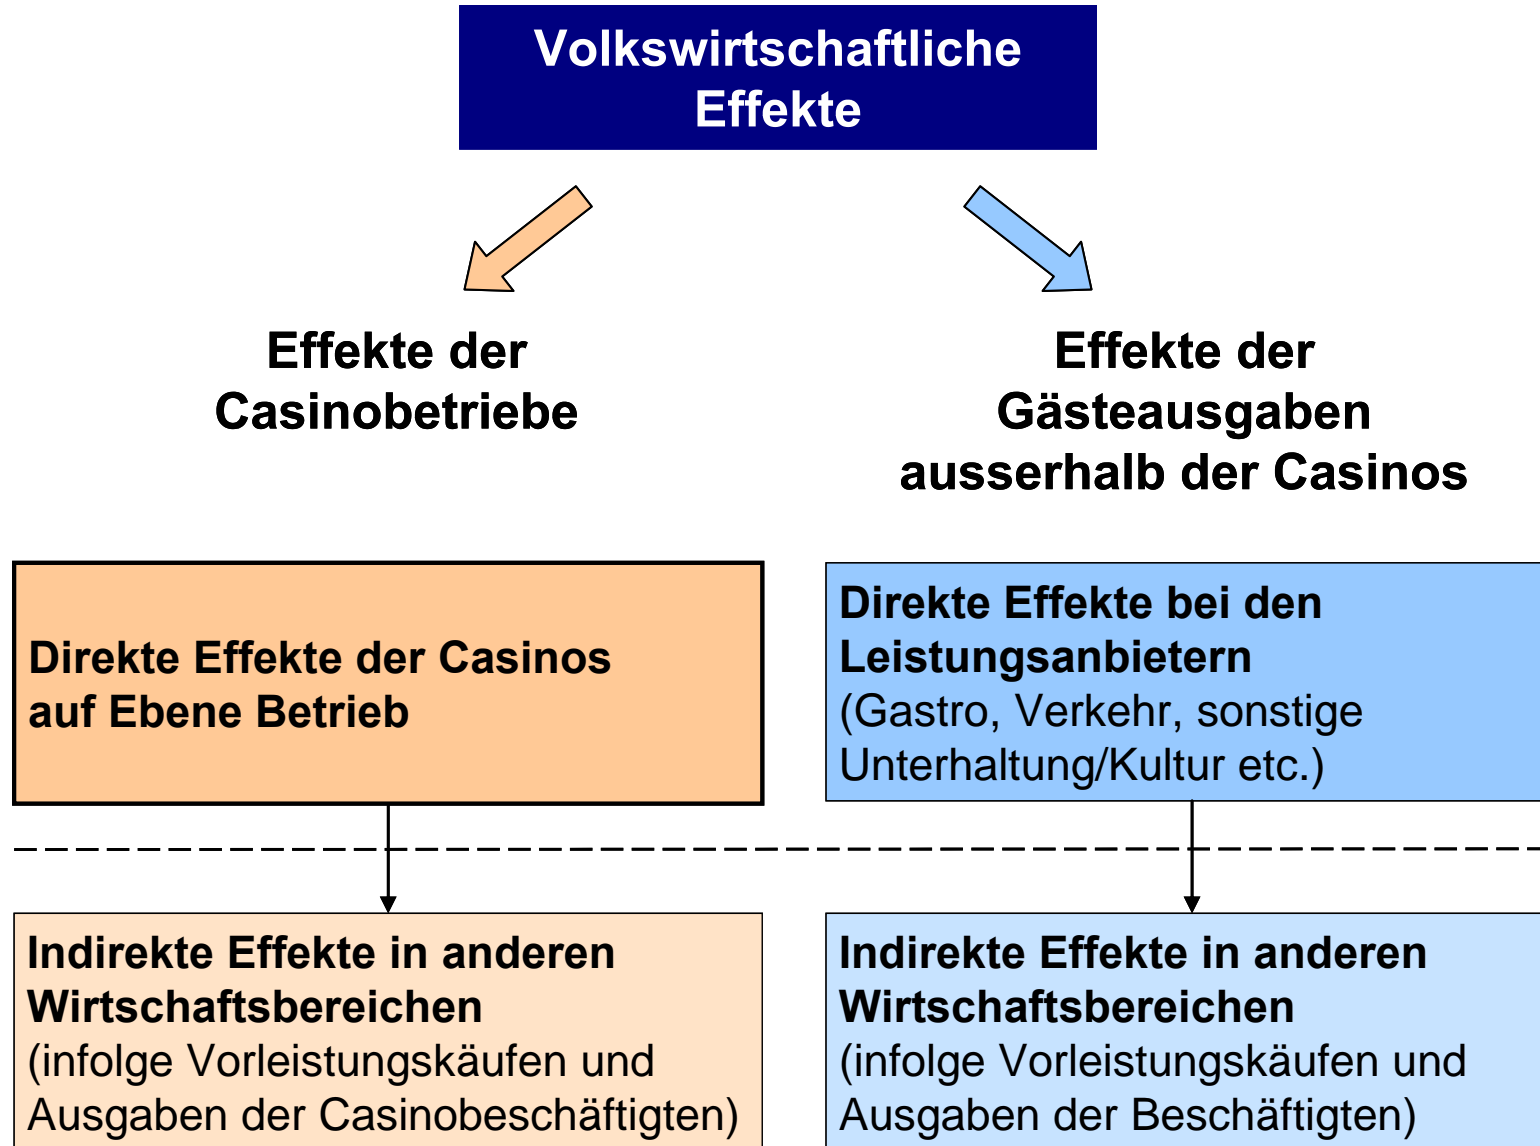 Volkswirtschaftliche
Effekte
Effekte der
Casinobetriebe
Effekte der
Gästeausgaben
ausserhalb der Casinos
Direkte Effekte der Casinos
auf Ebene Betrieb
Direkte Effekte bei den
Leistungsanbietern
(Gastro, Verkehr, sonstige
Unterhaltung/Kultur etc.)
Indirekte Effekte in anderen
Wirtschaftsbereichen
(infolge Vorleistungskäufen und
Ausgaben der Casinobeschäftigten)
Indirekte Effekte in anderen
Wirtschaftsbereichen
(infolge Vorleistungskäufen und
Ausgaben der Beschäftigten)